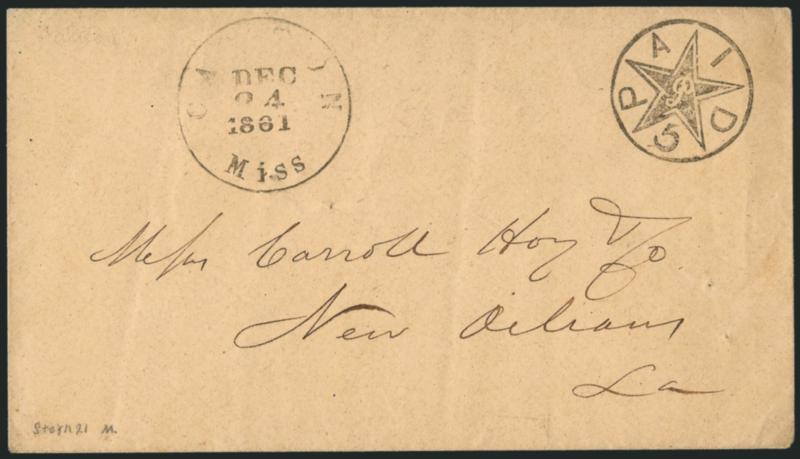 DEC
24
1861
Miss
PAID
5
Messrs Carroll Hoy & Co
New Orleans
La